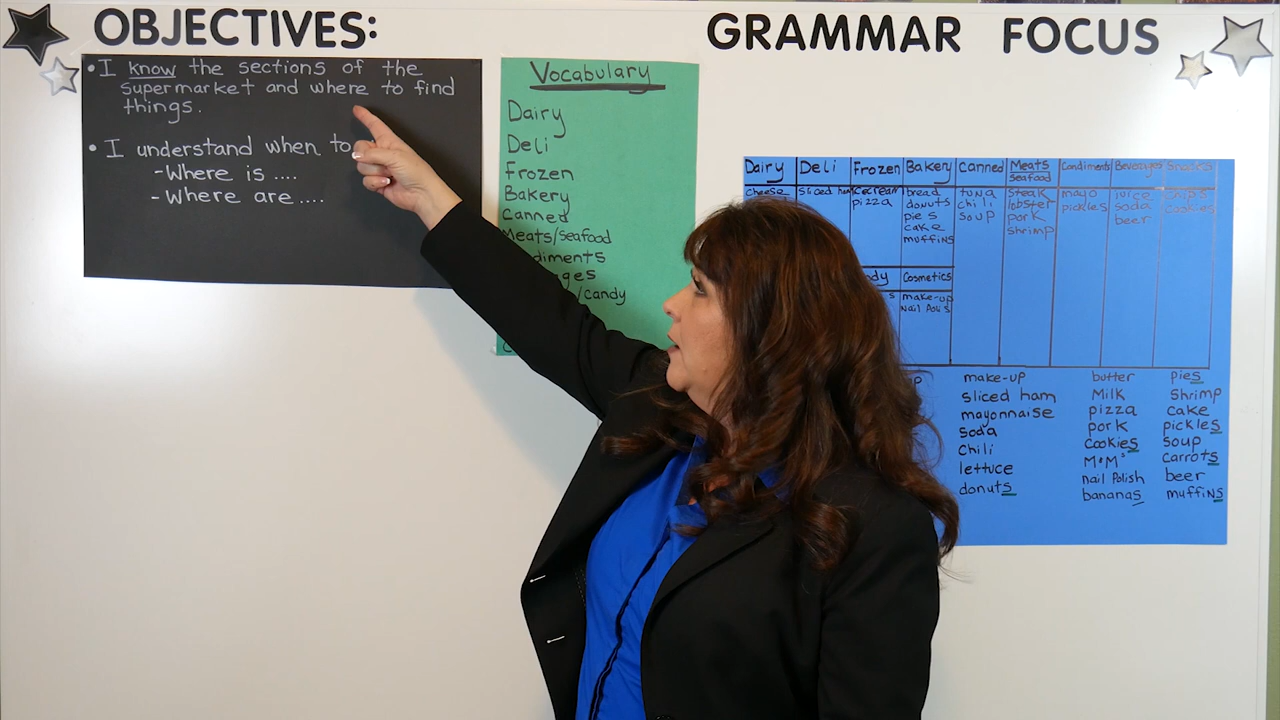 OBJECTIVES:
• I know the sections of the
supermarket and where to find
things.
• I understand when to
-Where is ....
-Where are ....
Vocabulary
Dairy
Deli
Frozen
Bakery
Canned
Meats/Seafood
/candy
GRAMMAR FOCUS
Dairy Deli Frozen Bakery Canned Meats Condiments Beverages Snacks
Seafood
cheese sliced ham icecream bread tuna steak mayo juice chips
pizza donuts chili lobster pickles soda cookies
pies soup pork beer
cake shrimp
muffins
Cosmetics
make-up
Nail Polis
make-up butter pies
sliced ham Milk Shrimp
mayonnaise pizza cake
soda pork pickles
chili cookies soup
lettuce M&M's carrots
donuts nail Polish beer
bananas muffins